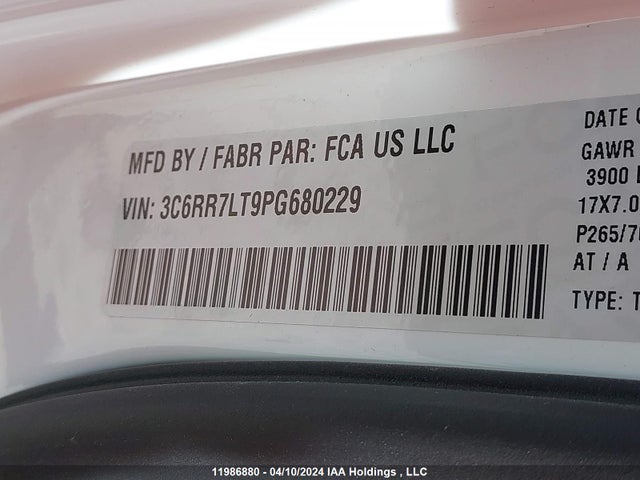 MFD BY / FABR PAR: FCA US LLC
VIN: 3C6RR7LT9PG680229
DATE
GAWR
3900
17X7.0
P265/70
AT / A
TYPE: T
11986880 - 04/10/2024 IAA Holdings , LLC